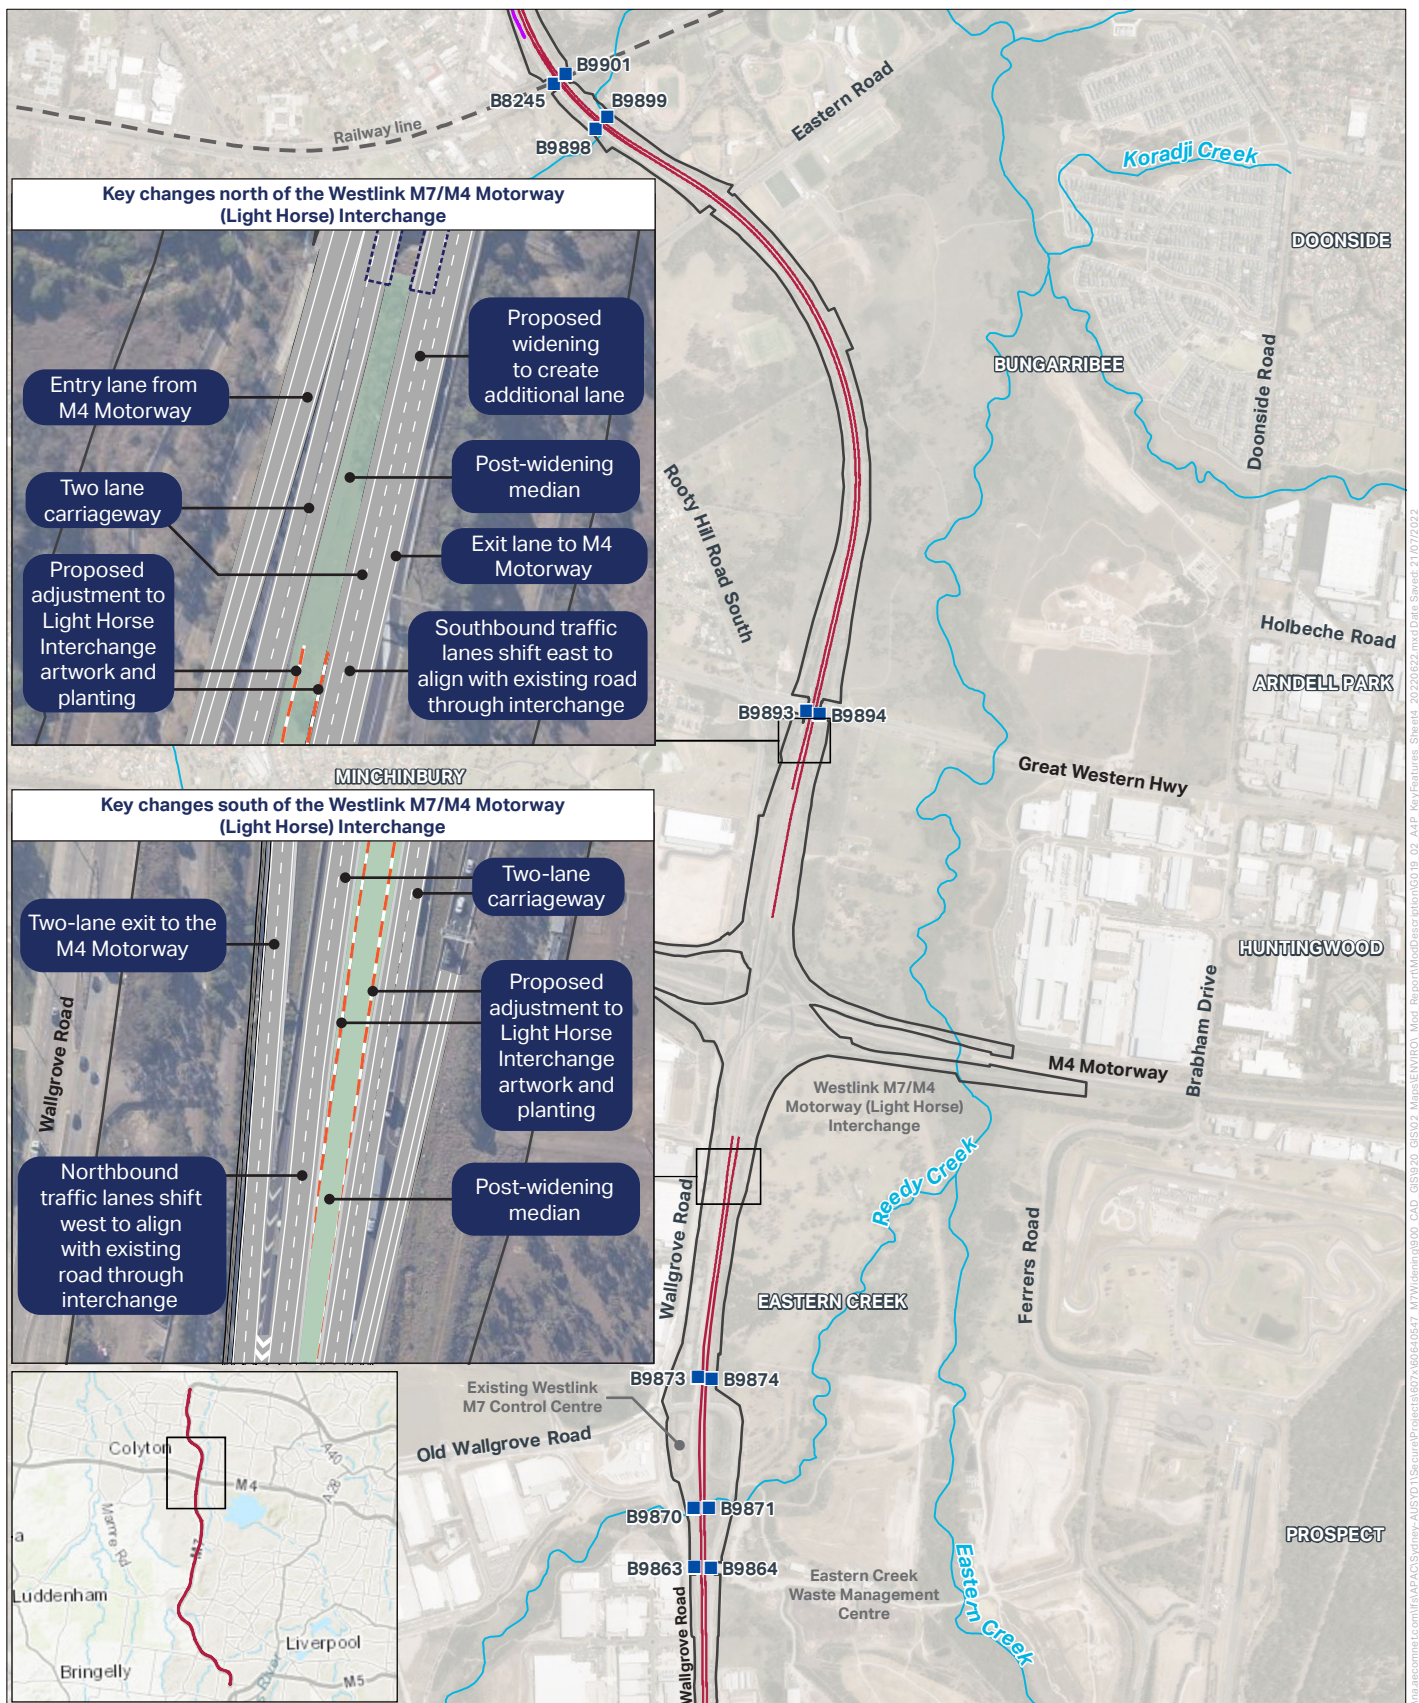 B9901
B8245
B9899
B9898
Railway line
Eastern Road
Koradji Creek
DOONSIDE
Key changes north of the Westlink M7/M4 Motorway
(Light Horse) Interchange
Proposed
widening
to create
additional lane
Entry lane from
M4 Motorway
Post-widening
median
Two lane
carriageway
Exit lane to M4
Motorway
Proposed
adjustment to
Light Horse
Interchange
artwork and
planting
Southbound traffic
lanes shift east to
align with existing road
through interchange
BUNGARRIBEE
Doonside Road
Rooty Hill Road South
Holbeche Road
ARNDELL PARK
B9893
B9894
Great Western Hwy
MINCHINBURY
Key changes south of the Westlink M7/M4 Motorway
(Light Horse) Interchange
Two-lane
carriageway
Two-lane exit to the
M4 Motorway
Proposed
adjustment to
Light Horse
Interchange
artwork and
planting
Wallgrove Road
Northbound
traffic lanes shift
west to align
with existing
road through
interchange
Post-widening
median
HUNTINGWOOD
Brabham Drive
M4 Motorway
Westlink M7/M4
Motorway (Light Horse)
Interchange
Reedy Creek
Wallgrove Road
Ferrers Road
EASTERN CREEK
B9873
B9874
Existing Westlink
M7 Control Centre
Old Wallgrove Road
B9870
B9871
B9863
B9864
Eastern Creek
Waste Management
Centre
Eastern Creek
PROSPECT
Wallgrove Road
Colyton
A40
M4
A28
Mamre Rd
M7
a
Luddenham
Liverpool
Bringelly
M5